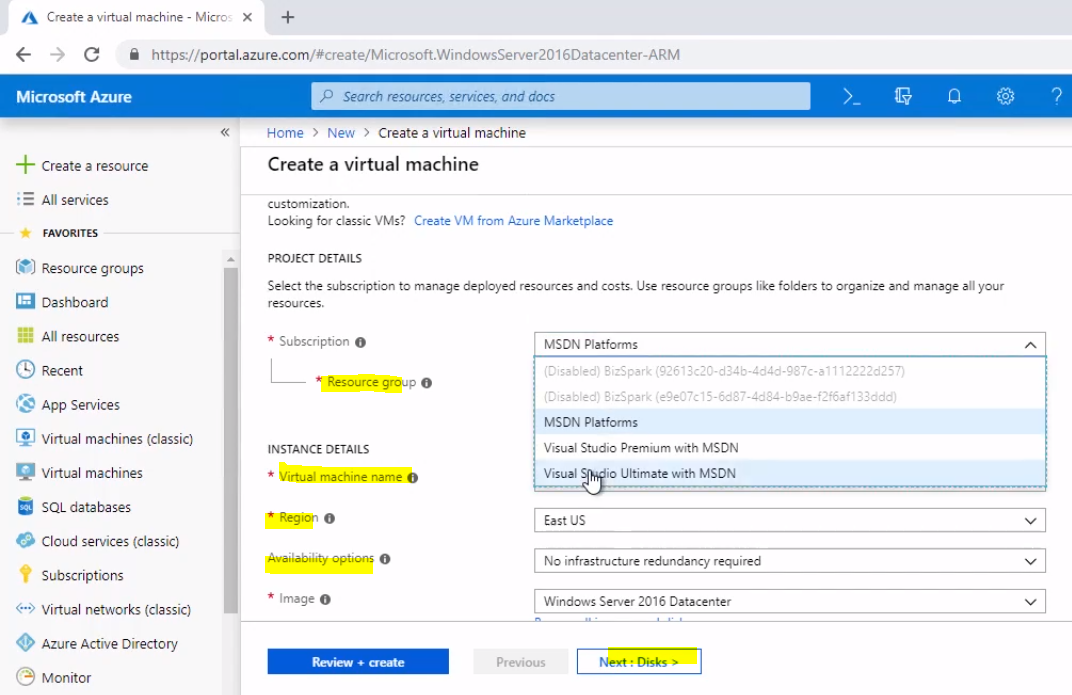 Create a virtual machine - Micros
https://portal.azure.com/#create/Microsoft.WindowsServer2016Datacenter-ARM
Microsoft Azure
Search resources, services, and docs
Home > New > Create a virtual machine
Create a virtual machine
Create a resource
All services
FAVORITES
Resource groups
Dashboard
All resources
Recent
App Services
Virtual machines (classic)
Virtual machines
SQL databases
Cloud services (classic)
Subscriptions
Virtual networks (classic)
Azure Active Directory
Monitor
customization.
Looking for classic VMs? Create VM from Azure Marketplace
PROJECT DETAILS
Select the subscription to manage deployed resources and costs. Use resource groups like folders to organize and manage all your
resources.
* Subscription
MSDN Platforms
(Disabled) BizSpark (92613c20-d34b-4d4d-987c-a1112222d257)
(Disabled) BizSpark (e9e07c15-6d87-4d84-b9ae-f2f6af133ddd)
MSDN Platforms
Visual Studio Premium with MSDN
Visual Studio Ultimate with MSDN
* Resource group
INSTANCE DETAILS
* Virtual machine name
* Region
East US
Availability options
No infrastructure redundancy required
* Image
Windows Server 2016 Datacenter
Review + create
Previous
Next : Disks >